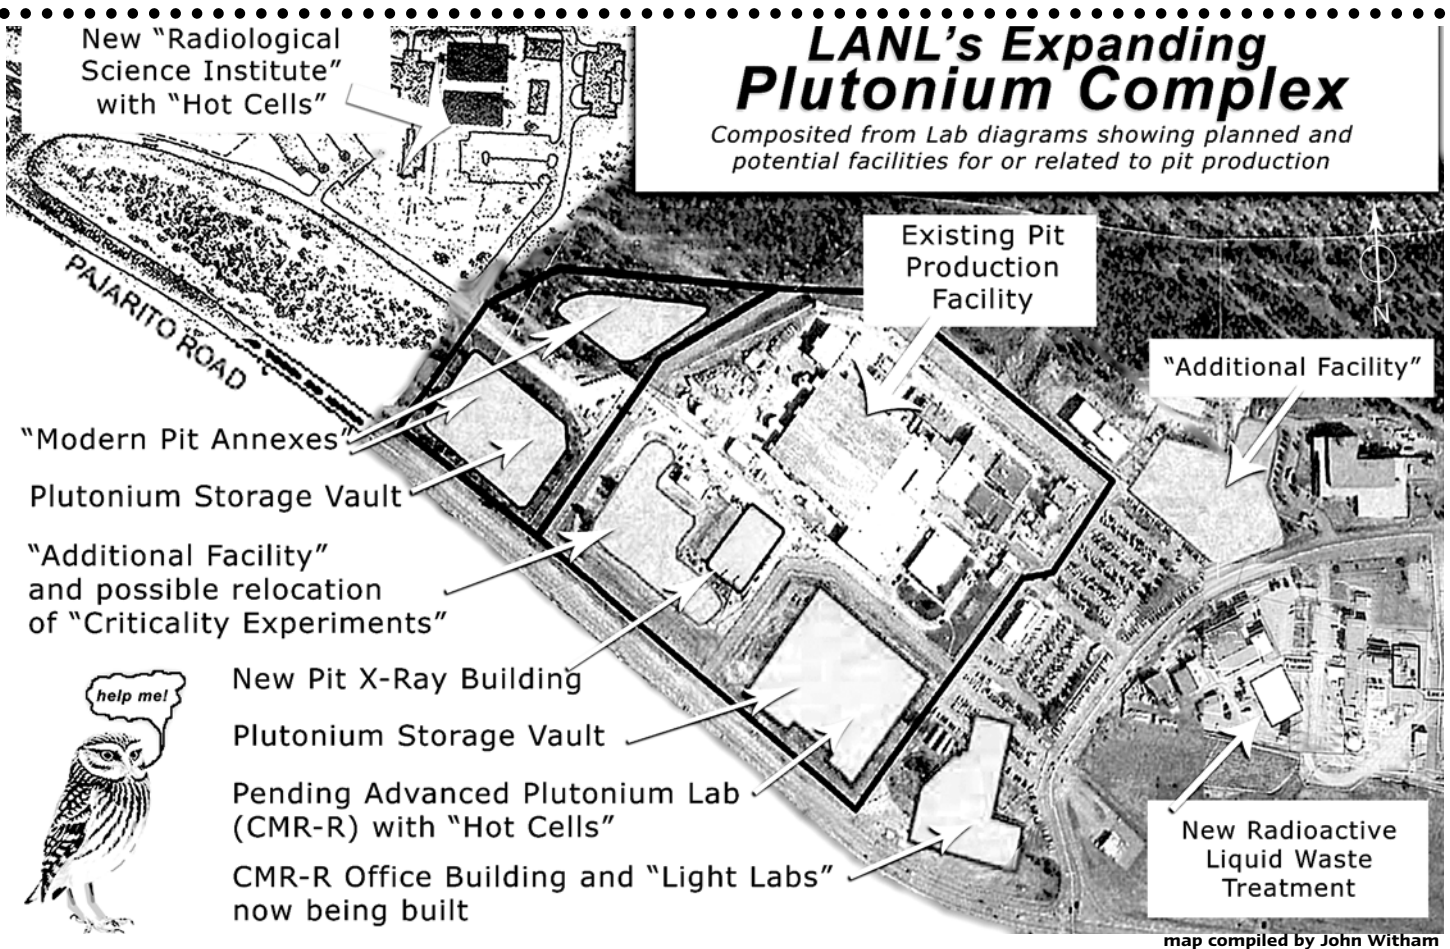 LANL's Expanding
Plutonium Complex
Composited from Lab diagrams showing planned and
potential facilities for or related to pit production
New “Radiological
Science Institute”
with “Hot Cells”
PAJARITO ROAD
Existing Pit
Production
Facility
N
“Additional Facility”
“Modern Pit Annexes”
Plutonium Storage Vault
“Additional Facility”
and possible relocation
of “Criticality Experiments”
New Pit X-Ray Building
Plutonium Storage Vault
Pending Advanced Plutonium Lab
(CMR-R) with “Hot Cells”
CMR-R Office Building and “Light Labs”
now being built
help me!
New Radioactive
Liquid Waste
Treatment
map compiled by John Witham